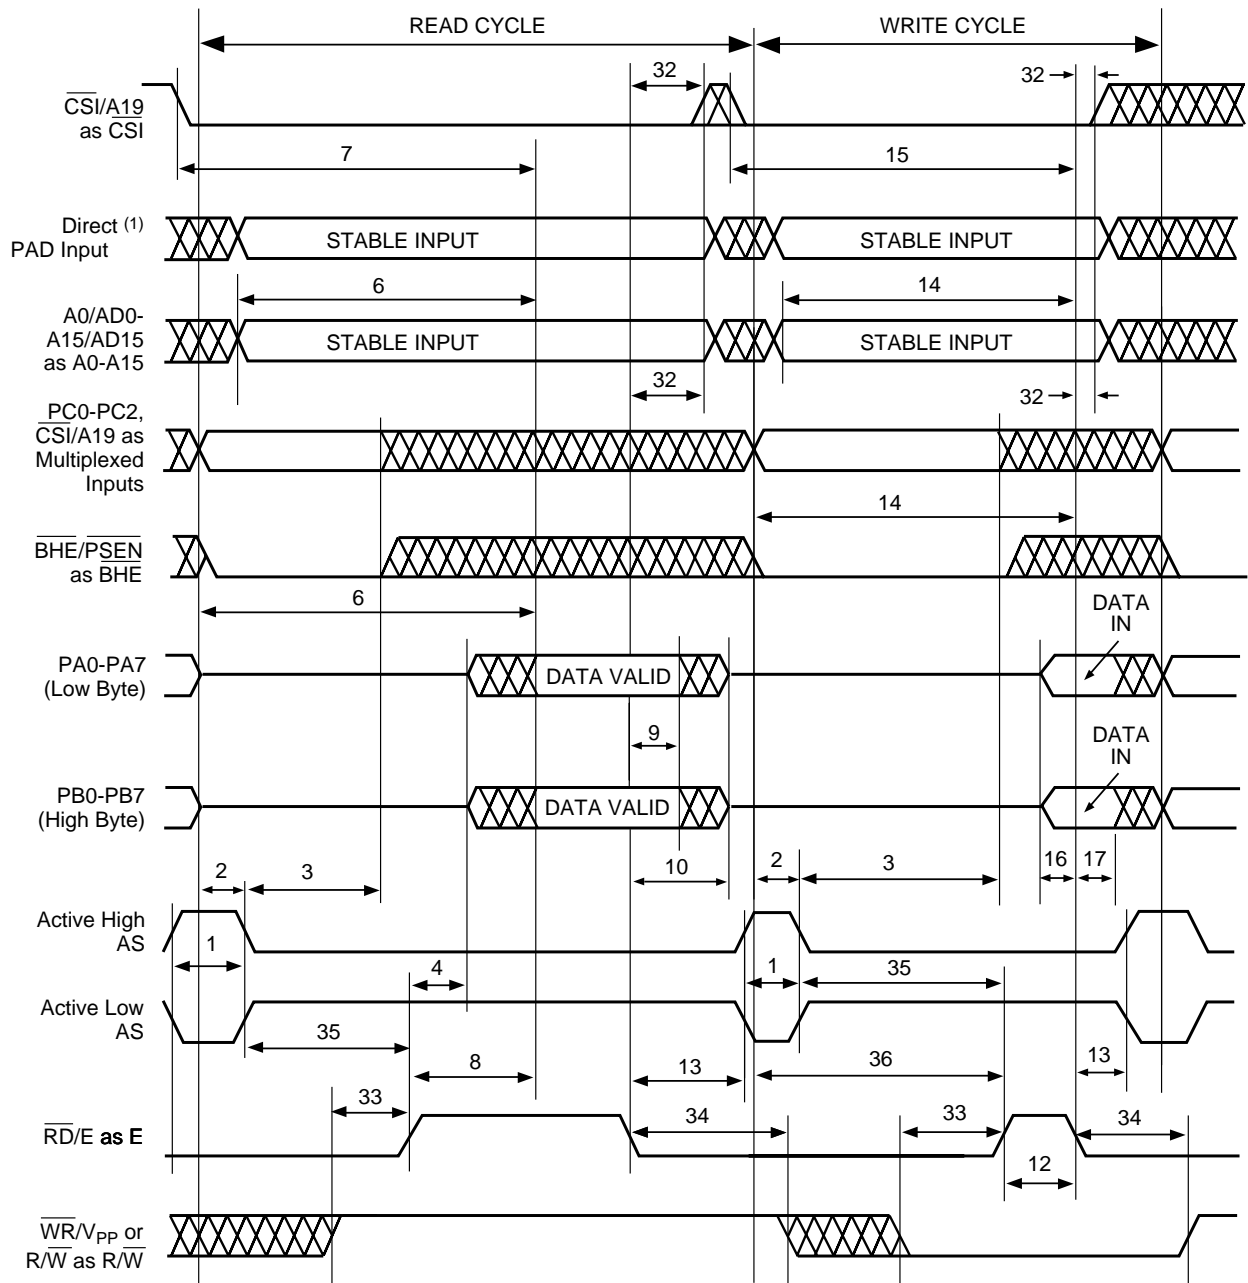 READ CYCLE
WRITE CYCLE
32
32
CSI/A19
as CSI
7
15
Direct (1)
PAD Input
STABLE INPUT
STABLE INPUT
6
14
A0/AD0-
A15/AD15
as A0-A15
STABLE INPUT
STABLE INPUT
32
32
PC0-PC2,
CSI/A19 as
Multiplexed
Inputs
14
BHE/PSEN
as BHE
6
DATA
IN
PA0-PA7
(Low Byte)
DATA VALID
9
DATA
IN
PB0-PB7
(High Byte)
DATA VALID
2
3
10
2
3
16
17
Active High
AS
1
4
1
35
Active Low
AS
35
8
13
36
13
33
34
33
34
RD/E as E
12
WR/VPP or
R/W as R/W